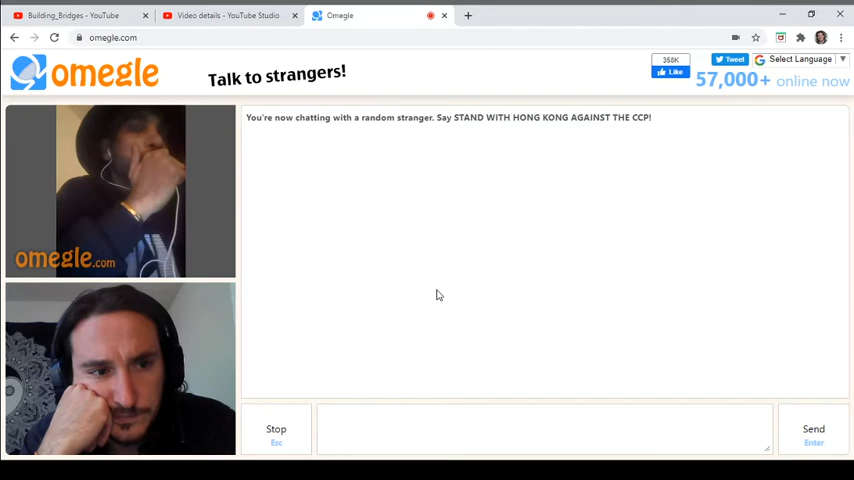 Building_Bridges - YouTube
Video details - YouTube Studio
Omegle
omegle.com
omegle
Talk to strangers!
358K
Like
Tweet
Select Language
57,000+ online now
You're now chatting with a random stranger. Say STAND WITH HONG KONG AGAINST THE CCP!
omegle.com
Stop
Esc
Send
Enter